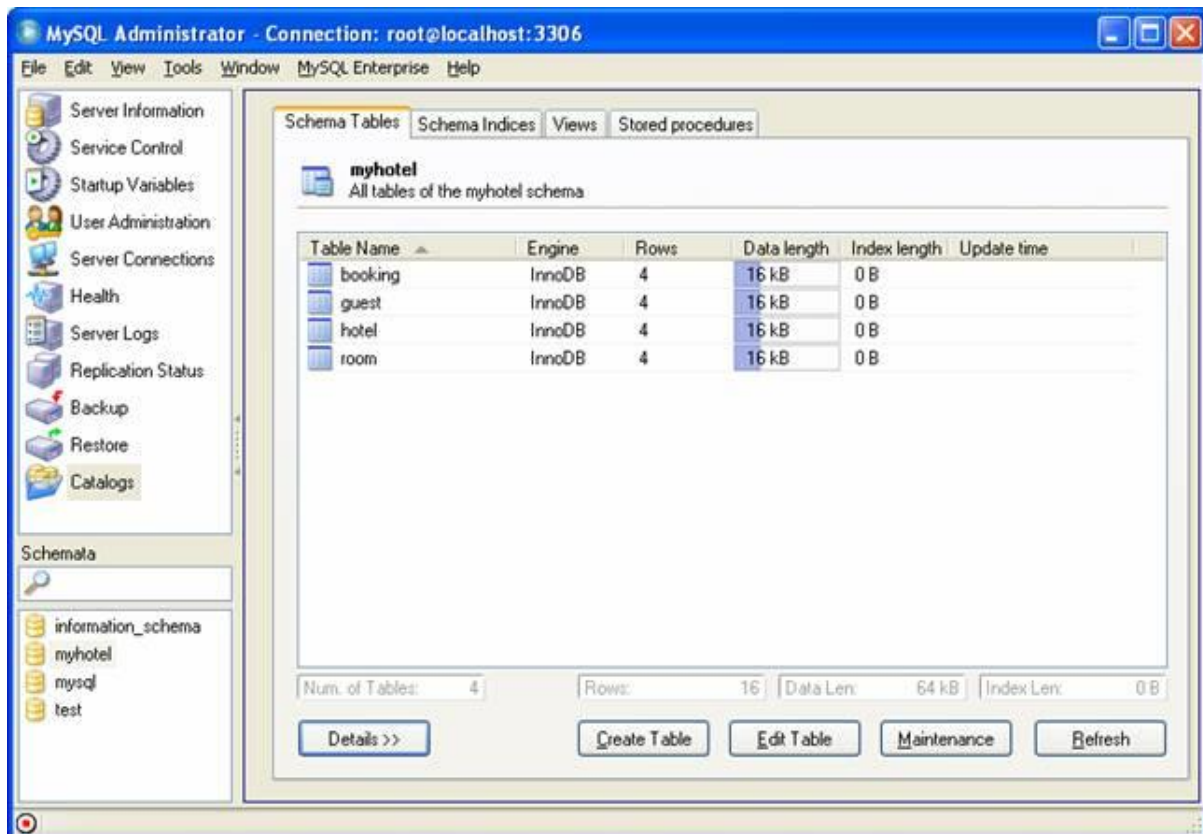 MySQL Administrator - Connection: root@localhost:3306
File Edit View Tools Window MySQL Enterprise Help
Server Information
Service Control
Startup Variables
User Administration
Server Connections
Health
Server Logs
Replication Status
Backup
Restore
Catalogs
Schemata
information_schema
myhotel
mysql
test
Schema Tables Schema Indices Views Stored procedures
myhotel
All tables of the myhotel schema
Table Name Engine Rows Data length Index length Update time
booking InnoDB 4 16 kB 0 B
guest InnoDB 4 16 kB 0 B
hotel InnoDB 4 16 kB 0 B
room InnoDB 4 16 kB 0 B
Num. of Tables: 4 Rows: 16 Data Len: 64 kB Index Len: 0 B
Details >> Create Table Edit Table Maintenance Refresh